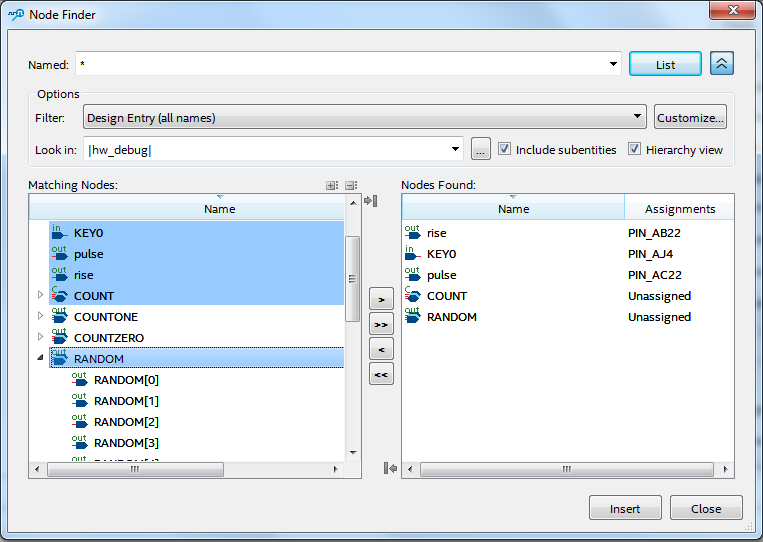 Node Finder
Named: *
List
Options
Filter: Design Entry (all names)
Customize...
Look in: |hw_debug|
...
Include subentities
Hierarchy view
Matching Nodes:
Name
in KEY0
out pulse
out rise
C COUNT
out COUNTONE
out COUNTZERO
out RANDOM
out RANDOM[0]
out RANDOM[1]
out RANDOM[2]
out RANDOM[3]
>
>>
<
<<
Nodes Found:
Name Assignments
out rise PIN_AB22
in KEY0 PIN_AJ4
out pulse PIN_AC22
C COUNT Unassigned
out RANDOM Unassigned
Insert
Close